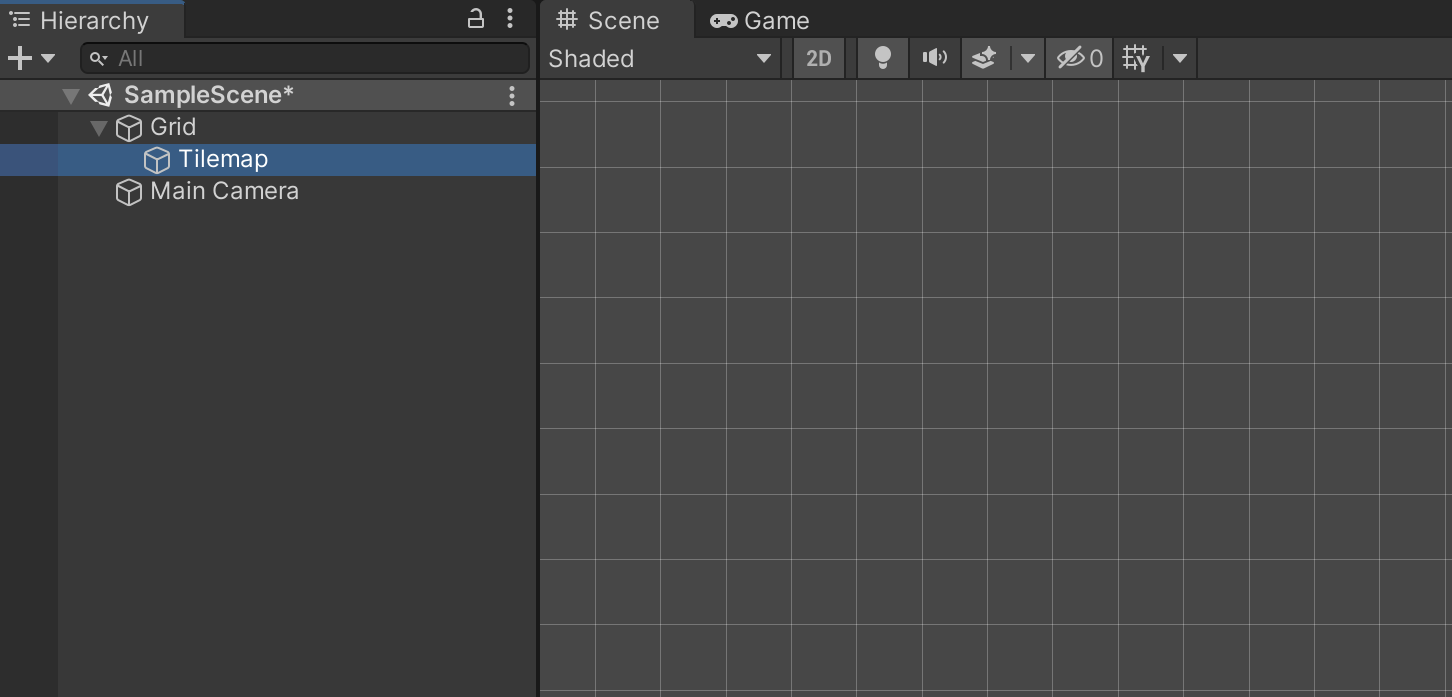 Hierarchy
All
SampleScene*
Grid
Tilemap
Main Camera
Scene Game
Shaded 2D 0 Y